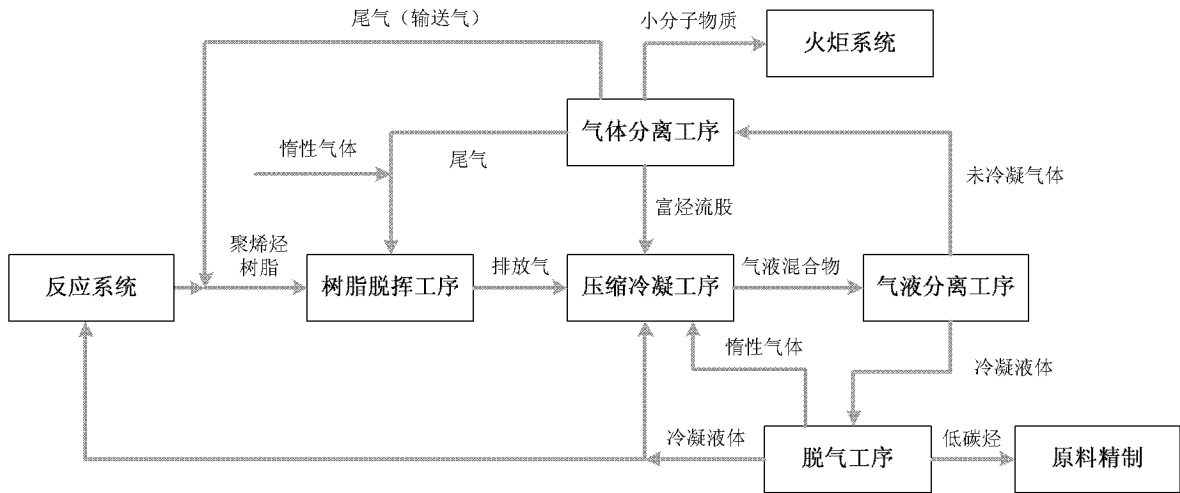 尾气（输送气）
小分子物质
火炬系统
气体分离工序
惰性气体
尾气
未冷凝气体
富烃流股
聚烯烃
树脂
反应系统
树脂脱挥工序
排放气
压缩冷凝工序
气液混合物
气液分离工序
惰性气体
冷凝液体
冷凝液体
脱气工序
低碳烃
原料精制